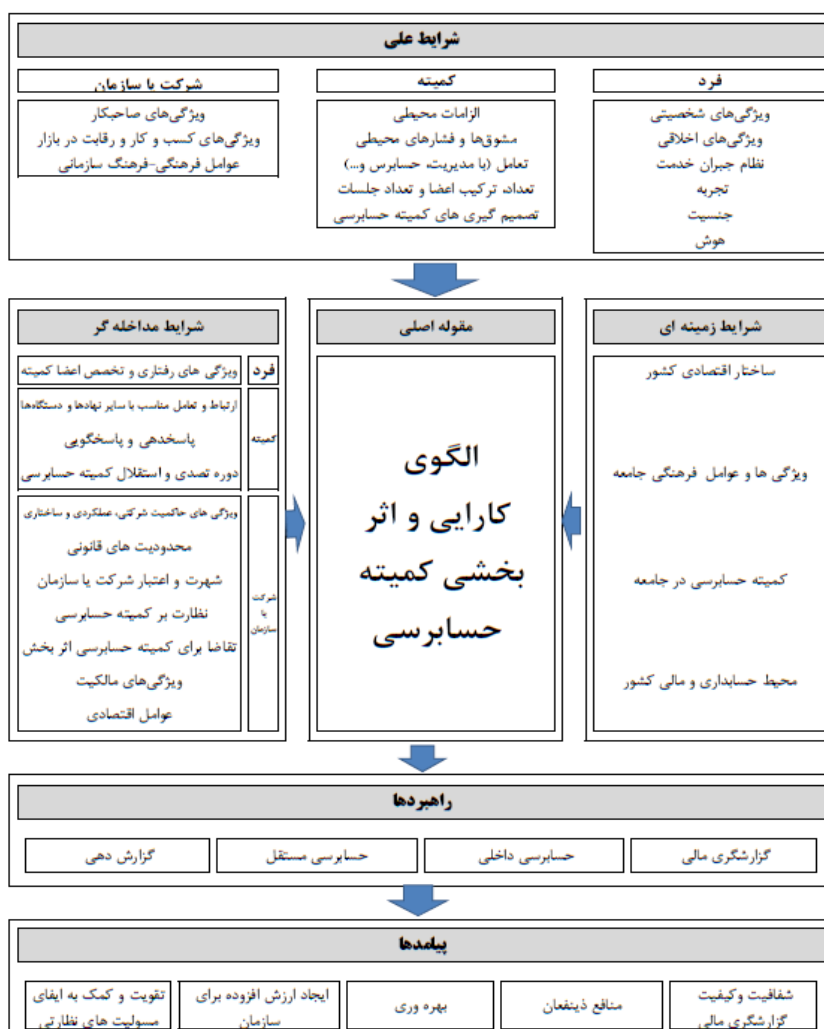 شرایط علی
فرد
ویژگی‌های شخصیتی
ویژگی‌های اخلاقی
نظام جبران خدمت
تجربه
جنسیت
هوش
کمیته
الزامات محیطی
مشوق‌ها و فشارهای محیطی
تعامل (با مدیریت، حسابرس و...)
تعداد، ترکیب اعضا و تعداد جلسات
تصمیم گیری های کمیته حسابرسی
شرکت یا سازمان
ویژگی‌های صاحبکار
ویژگی‌های کسب و کار و رقابت در بازار
عوامل فرهنگی-فرهنگ سازمانی
شرایط زمینه ای
ساختار اقتصادی کشور
ویژگی ها و عوامل فرهنگی جامعه
کمیته حسابرسی در جامعه
محیط حسابداری و مالی کشور
مقوله اصلی
الگوی
کارایی و اثر
بخشی کمیته
حسابرسی
شرایط مداخله گر
فرد
ویژگی های رفتاری و تخصص اعضا کمیته
کمیته
ارتباط و تعامل مناسب با سایر نهادها و دستگاه‌ها
پاسخدهی و پاسخگویی
دوره تصدی و استقلال کمیته حسابرسی
شرکت
یا
سازمان
ویژگی های حاکمیت شرکتی، عملکردی و ساختاری
محدودیت های قانونی
شهرت و اعتبار شرکت یا سازمان
نظارت بر کمیته حسابرسی
تقاضا برای کمیته حسابرسی اثر بخش
ویژگی‌های مالکیت
عوامل اقتصادی
راهبردها
گزارشگری مالی
حسابرسی داخلی
حسابرسی مستقل
گزارش دهی
پیامدها
شفافیت وکیفیت
گزارشگری مالی
منافع ذینفعان
بهره وری
ایجاد ارزش افزوده برای
سازمان
تقویت و کمک به ایفای
مسولیت های نظارتی